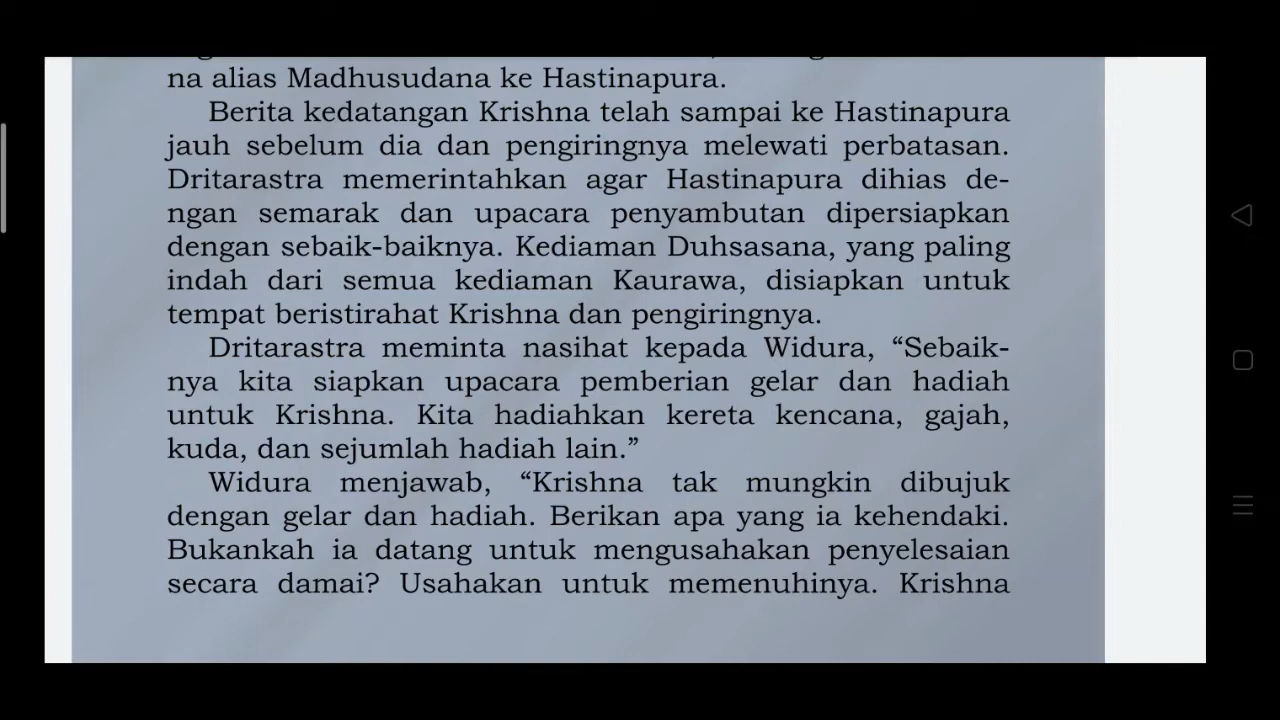 na alias Madhusudana ke Hastinapura.
Berita kedatangan Krishna telah sampai ke Hastinapura
jauh sebelum dia dan pengiringnya melewati perbatasan.
Dritarastra memerintahkan agar Hastinapura dihias de-
ngan semarak dan upacara penyambutan dipersiapkan
dengan sebaik-baiknya. Kediaman Duhsasana, yang paling
indah dari semua kediaman Kaurawa, disiapkan untuk
tempat beristirahat Krishna dan pengiringnya.
Dritarastra meminta nasihat kepada Widura, “Sebaik-
nya kita siapkan upacara pemberian gelar dan hadiah
untuk Krishna. Kita hadiahkan kereta kencana, gajah,
kuda, dan sejumlah hadiah lain.”
Widura menjawab, “Krishna tak mungkin dibujuk
dengan gelar dan hadiah. Berikan apa yang ia kehendaki.
Bukankah ia datang untuk mengusahakan penyelesaian
secara damai? Usahakan untuk memenuhinya. Krishna